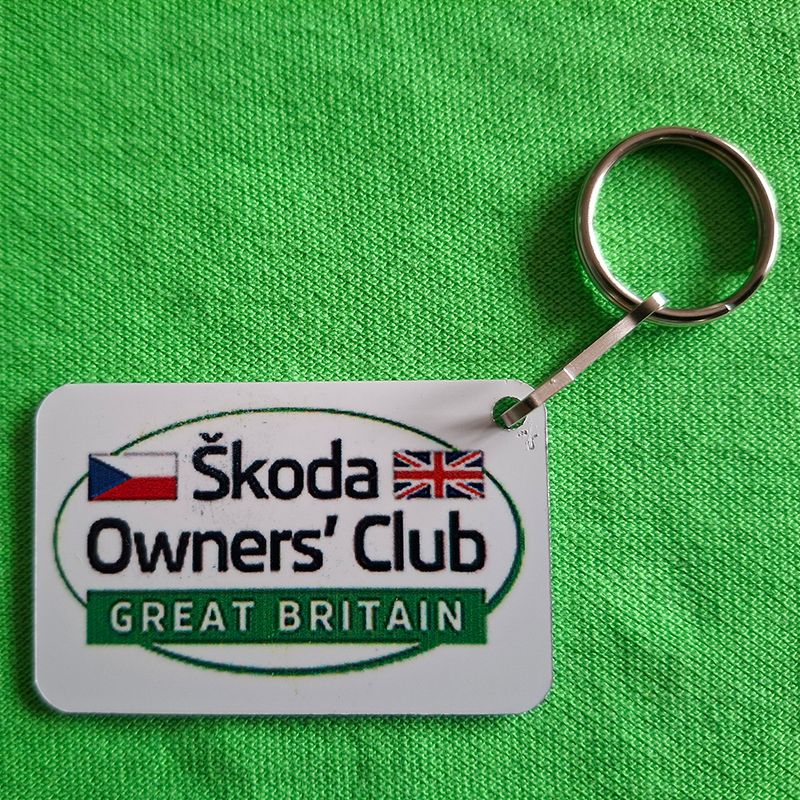 Škoda
Owners' Club
GREAT BRITAIN